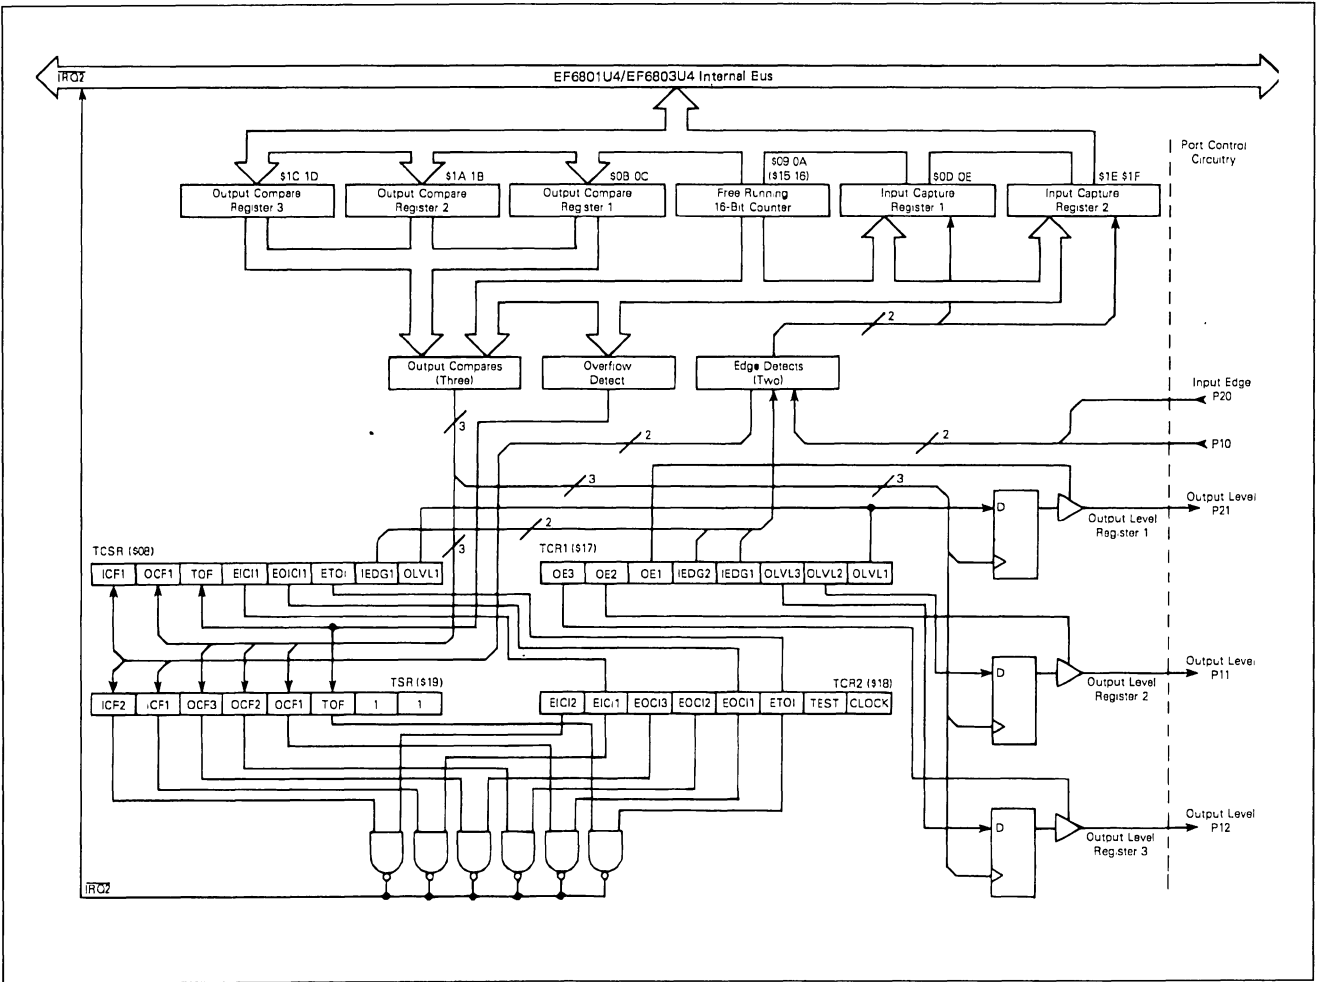 IRQ2
EF6801U4/EF6803U4 Internal Bus
Port Control
Circuitry
$1C 1D
$1A 1B
$0B 0C
$09 0A
($15 16)
$0D 0E
$1E $1F
Output Compare
Register 3
Output Compare
Register 2
Output Compare
Register 1
Free Running
16-Bit Counter
Input Capture
Register 1
Input Capture
Register 2
2
Output Compares
(Three)
Overflow
Detect
Edge Detects
(Two)
Input Edge
P20
3
2
2
P10
3
3
Output Level
P21
D
Output Level
Register 1
2
3
TCSR ($08)
ICF1 OCF1 TOF EICI1 EOICI1 ETOI IEDG1 OLVL1
TCR1 ($17)
OE3 OE2 OE1 IEDG2 IEDG1 OLVL3 OLVL2 OLVL1
Output Level
P11
D
Output Level
Register 2
TSR ($19)
ICF2 ICF1 OCF3 OCF2 OCF1 TOF 1 1
TCR2 ($18)
EICI2 EICI1 EOCI3 EOCI2 EOCI1 ETOI TEST CLOCK
Output Level
P12
D
Output Level
Register 3
IRQ2